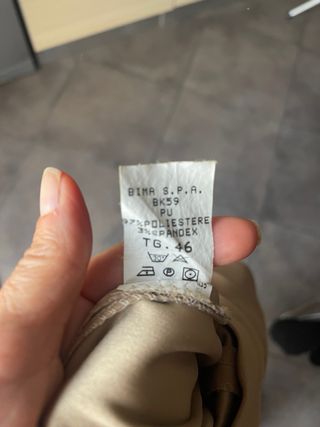 BIMA S.P.A.
BK59
PU
97%POLIESTERE
3%SPANDEX
TG. 46